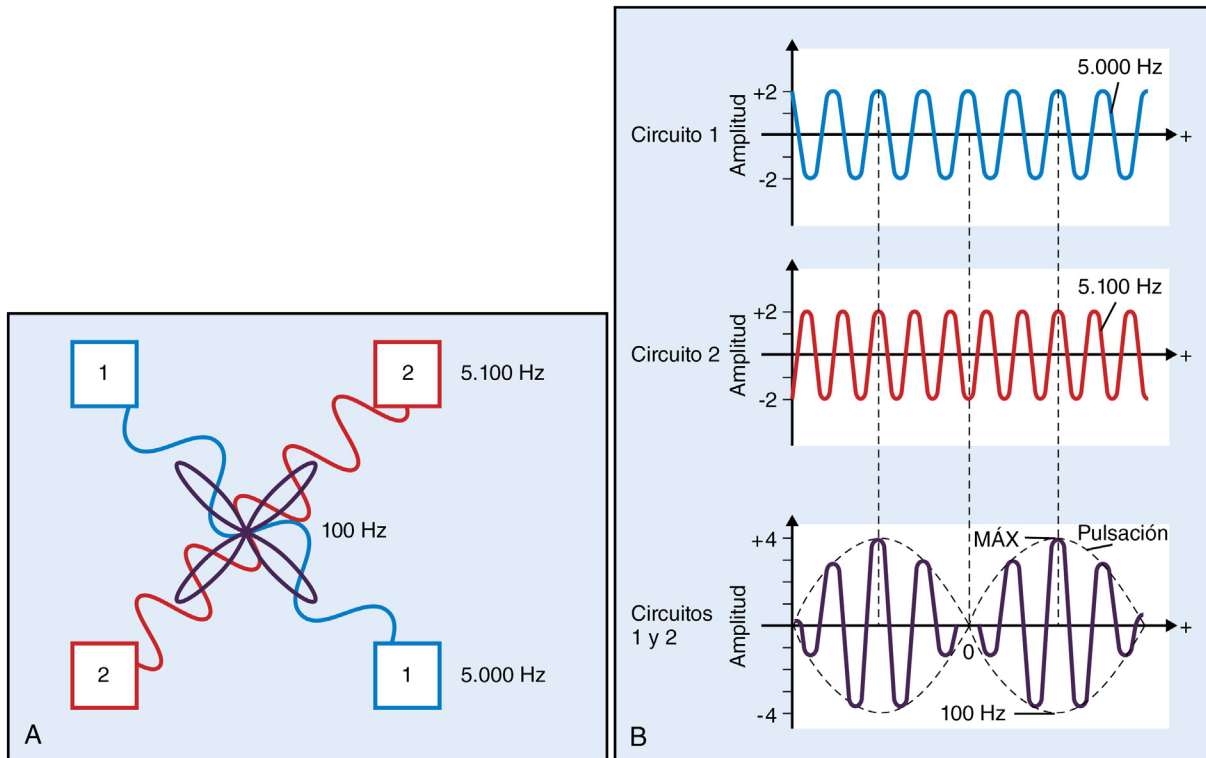 1
2
5.100 Hz
100 Hz
2
1
5.000 Hz
A
5.000 Hz
+2
Circuito 1
Amplitud
+
-2
5.100 Hz
+2
Circuito 2
Amplitud
+
-2
+4
MÁX
Pulsación
Circuitos
1 y 2
Amplitud
0
+
-4
100 Hz
B